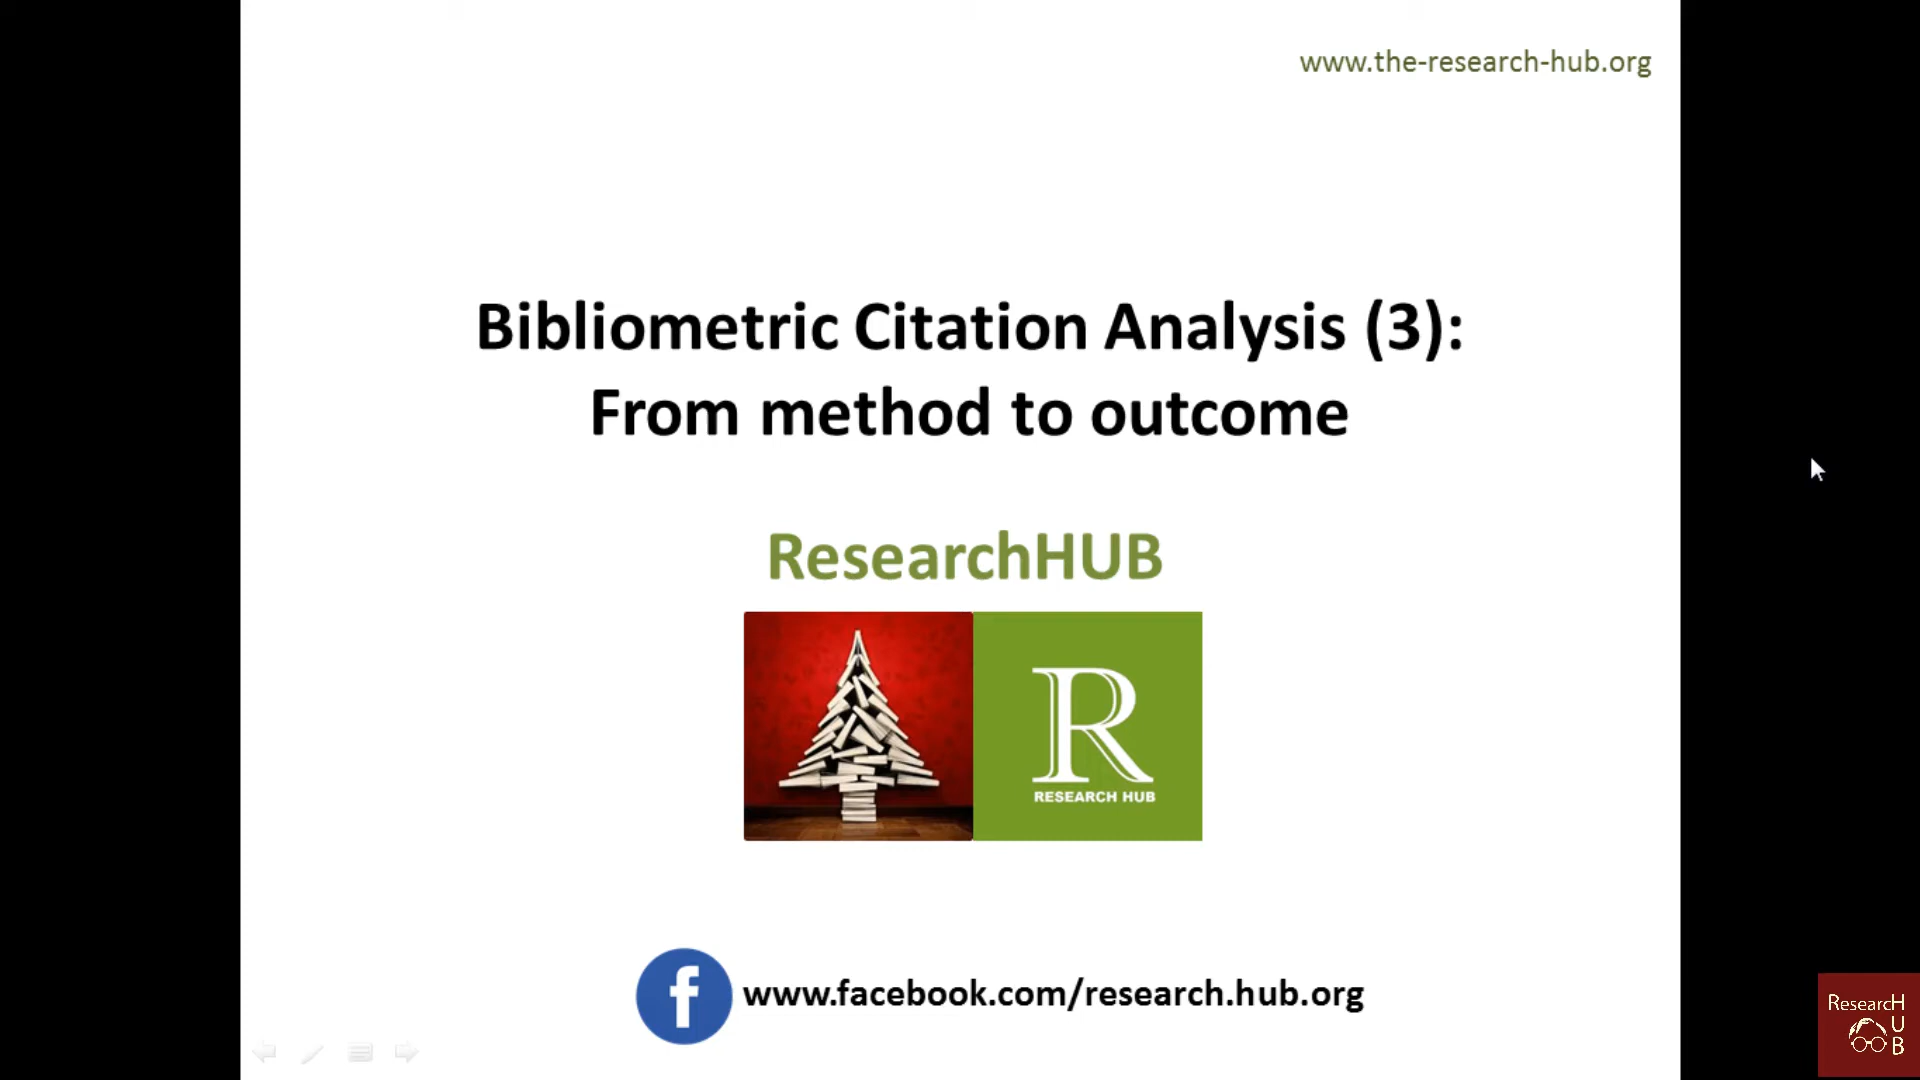 www.the-research-hub.org
Bibliometric Citation Analysis (3):
From method to outcome
ResearchHUB
R
RESEARCH HUB
f
www.facebook.com/research.hub.org
ResearcH
U
B